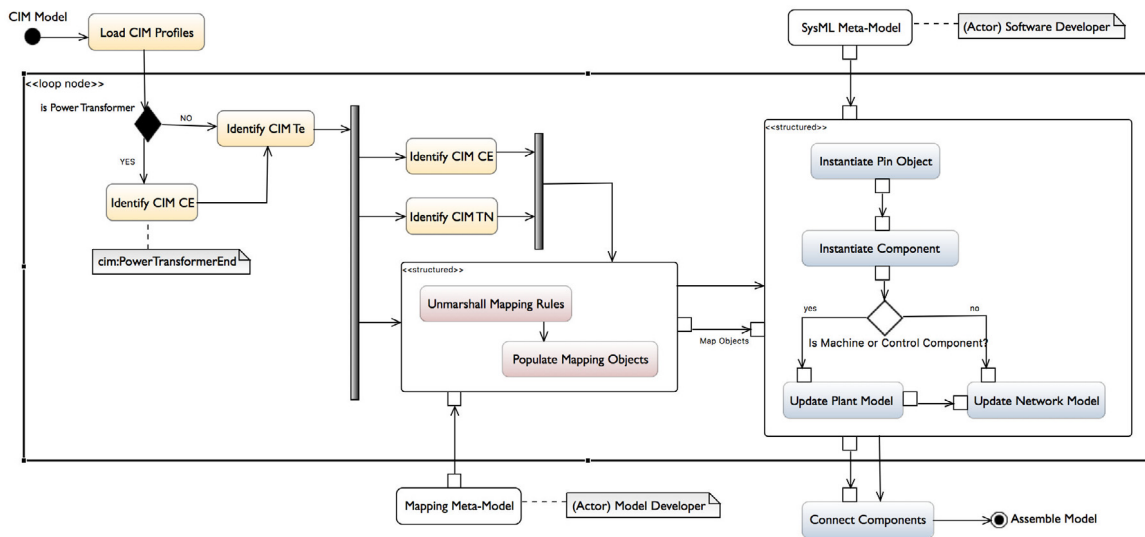 CIM Model
Load CIM Profiles
SysML Meta-Model
(Actor) Software Developer
<<loop node>>
is Power Transformer
NO
Identify CIM Te
YES
Identify CIM CE
cim:PowerTransformerEnd
Identify CIM CE
Identify CIM TN
<<structured>>
Unmarshall Mapping Rules
Populate Mapping Objects
Map Objects
<<structured>>
Instantiate Pin Object
Instantiate Component
yes
no
Is Machine or Control Component?
Update Plant Model
Update Network Model
Mapping Meta-Model
(Actor) Model Developer
Connect Components
Assemble Model